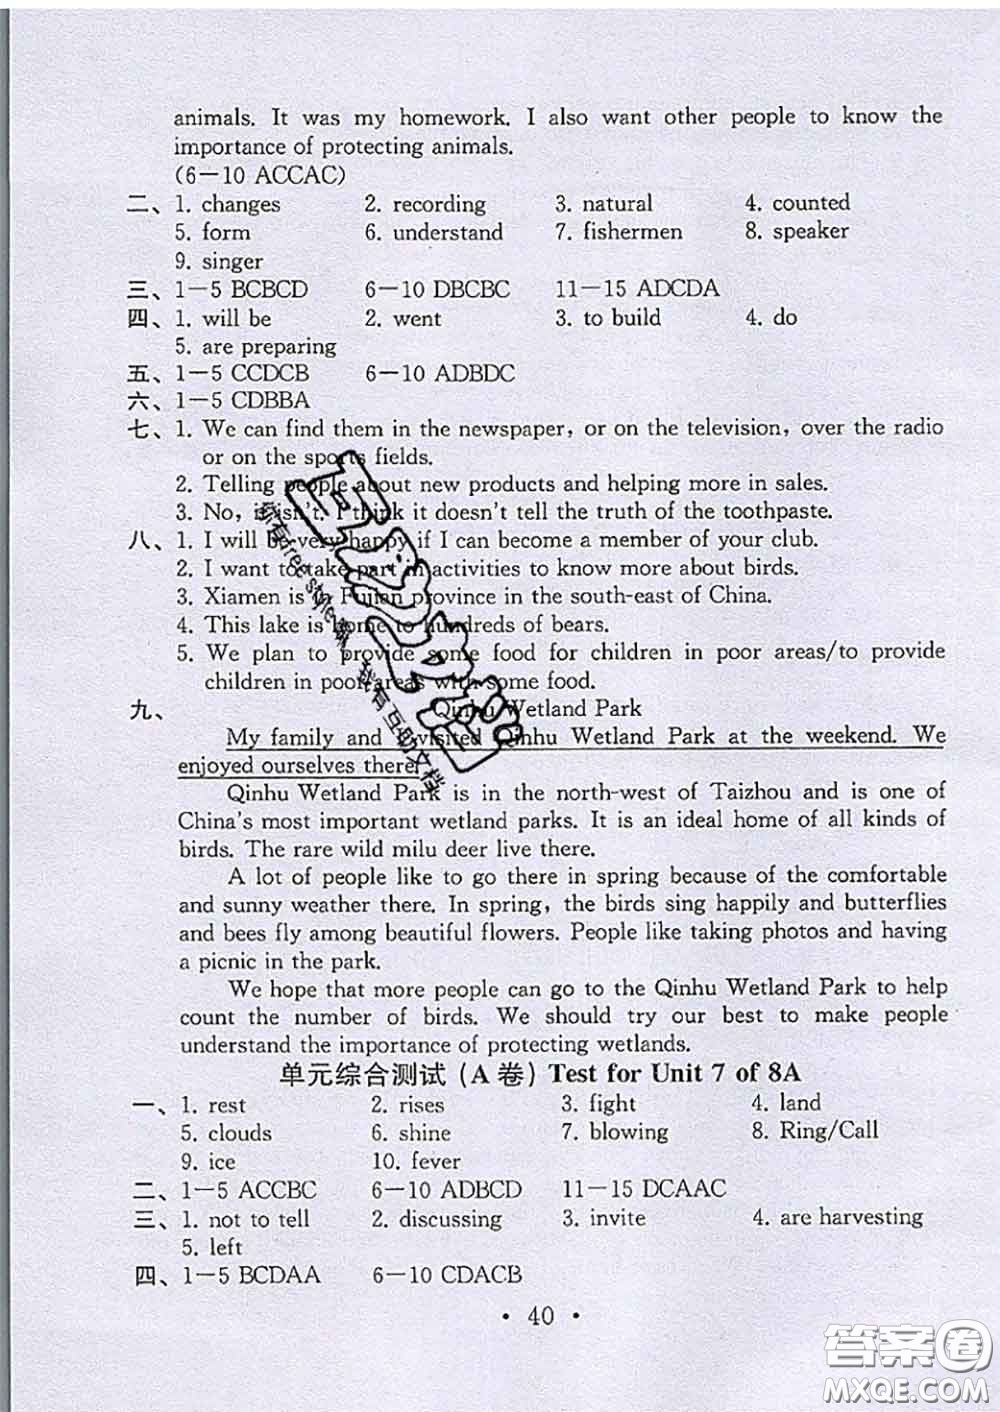 animals. It was my homework. I also want other people to know the
importance of protecting animals.
(6—10 ACCAC)
二、1. changes 2. recording 3. natural 4. counted
5. form 6. understand 7. fishermen 8. speaker
9. singer
三、1—5 BCBCD 6—10 DBCBC 11—15 ADCDA
四、1. will be 2. went 3. to build 4. do
5. are preparing
五、1—5 CCDCB 6—10 ADBDC
六、1—5 CDBBA
七、1. We can find them in the newspaper, or on the television, over the radio
or on the sports fields.
2. Telling people about new products and helping more in sales.
3. No, it isn't. I think it doesn't tell the truth of the toothpaste.
八、1. I will be very happy if I can become a member of your club.
2. I want to take part in activities to know more about birds.
3. Xiamen is in Fujian province in the south-east of China.
4. This lake is home to hundreds of bears.
5. We plan to provide some food for children in poor areas/to provide
children in poor areas with some food.
九、
Qinhu Wetland Park
My family and I visited Qinhu Wetland Park at the weekend. We
enjoyed ourselves there.
Qinhu Wetland Park is in the north-west of Taizhou and is one of
China's most important wetland parks. It is an ideal home of all kinds of
birds. The rare wild milu deer live there.
A lot of people like to go there in spring because of the comfortable
and sunny weather there. In spring, the birds sing happily and butterflies
and bees fly among beautiful flowers. People like taking photos and having
a picnic in the park.
We hope that more people can go to the Qinhu Wetland Park to help
count the number of birds. We should try our best to make people
understand the importance of protecting wetlands.
单元综合测试（A 卷）Test for Unit 7 of 8A
一、1. rest 2. rises 3. fight 4. land
5. clouds 6. shine 7. blowing 8. Ring/Call
9. ice 10. fever
二、1—5 ACCBC 6—10 ADBCD 11—15 DCAAC
三、1. not to tell 2. discussing 3. invite 4. are harvesting
5. left
四、1—5 BCDAA 6—10 CDACB
• 40 •
答案圈
MXQE.COM